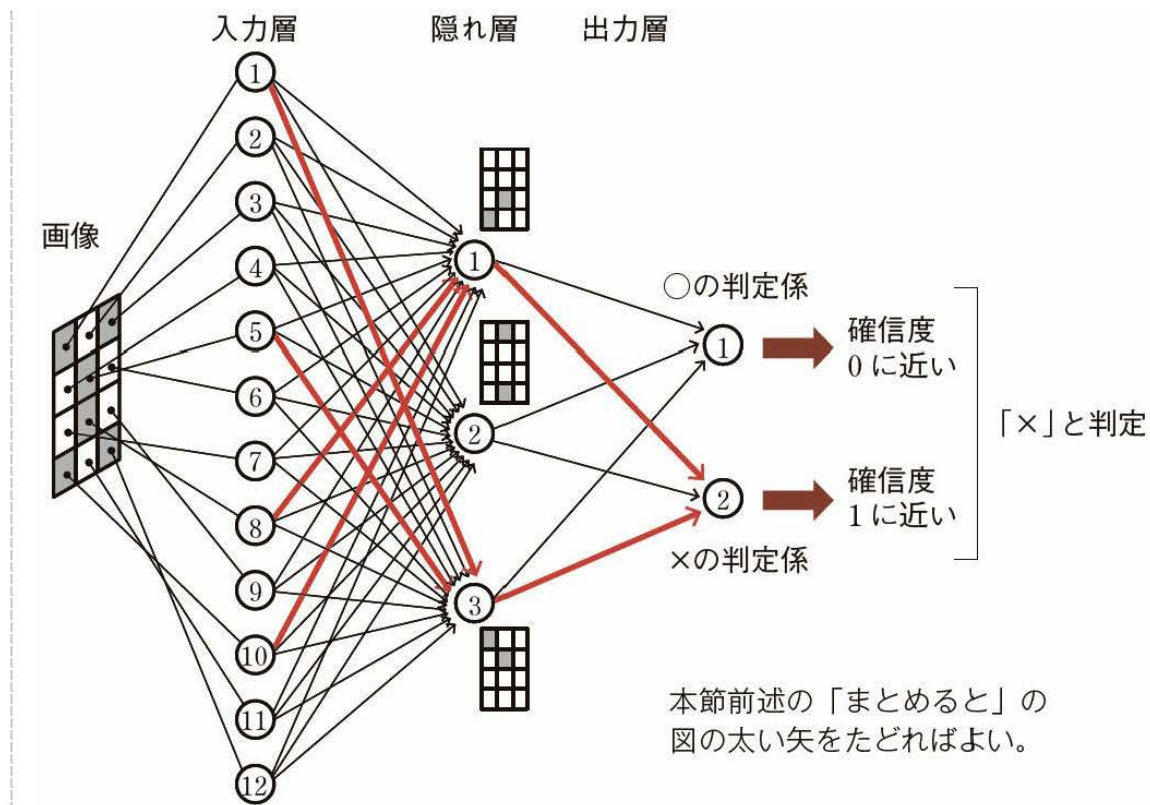 入力層
隠れ層
出力層
画像
①
②
③
④
⑤
⑥
⑦
⑧
⑨
⑩
⑪
⑫
①
②
③
○の判定係
①
確信度
0に近い
②
確信度
1に近い
×の判定係
「×」と判定
本節前述の「まとめると」の
図の太い矢をたどればよい。